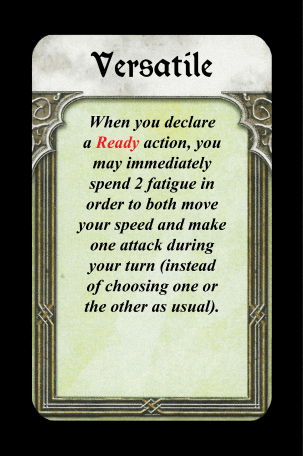 Versatile
When you declare
a Ready action, you
may immediately
spend 2 fatigue in
order to both move
your speed and make
one attack during
your turn (instead
of choosing one or
the other as usual).